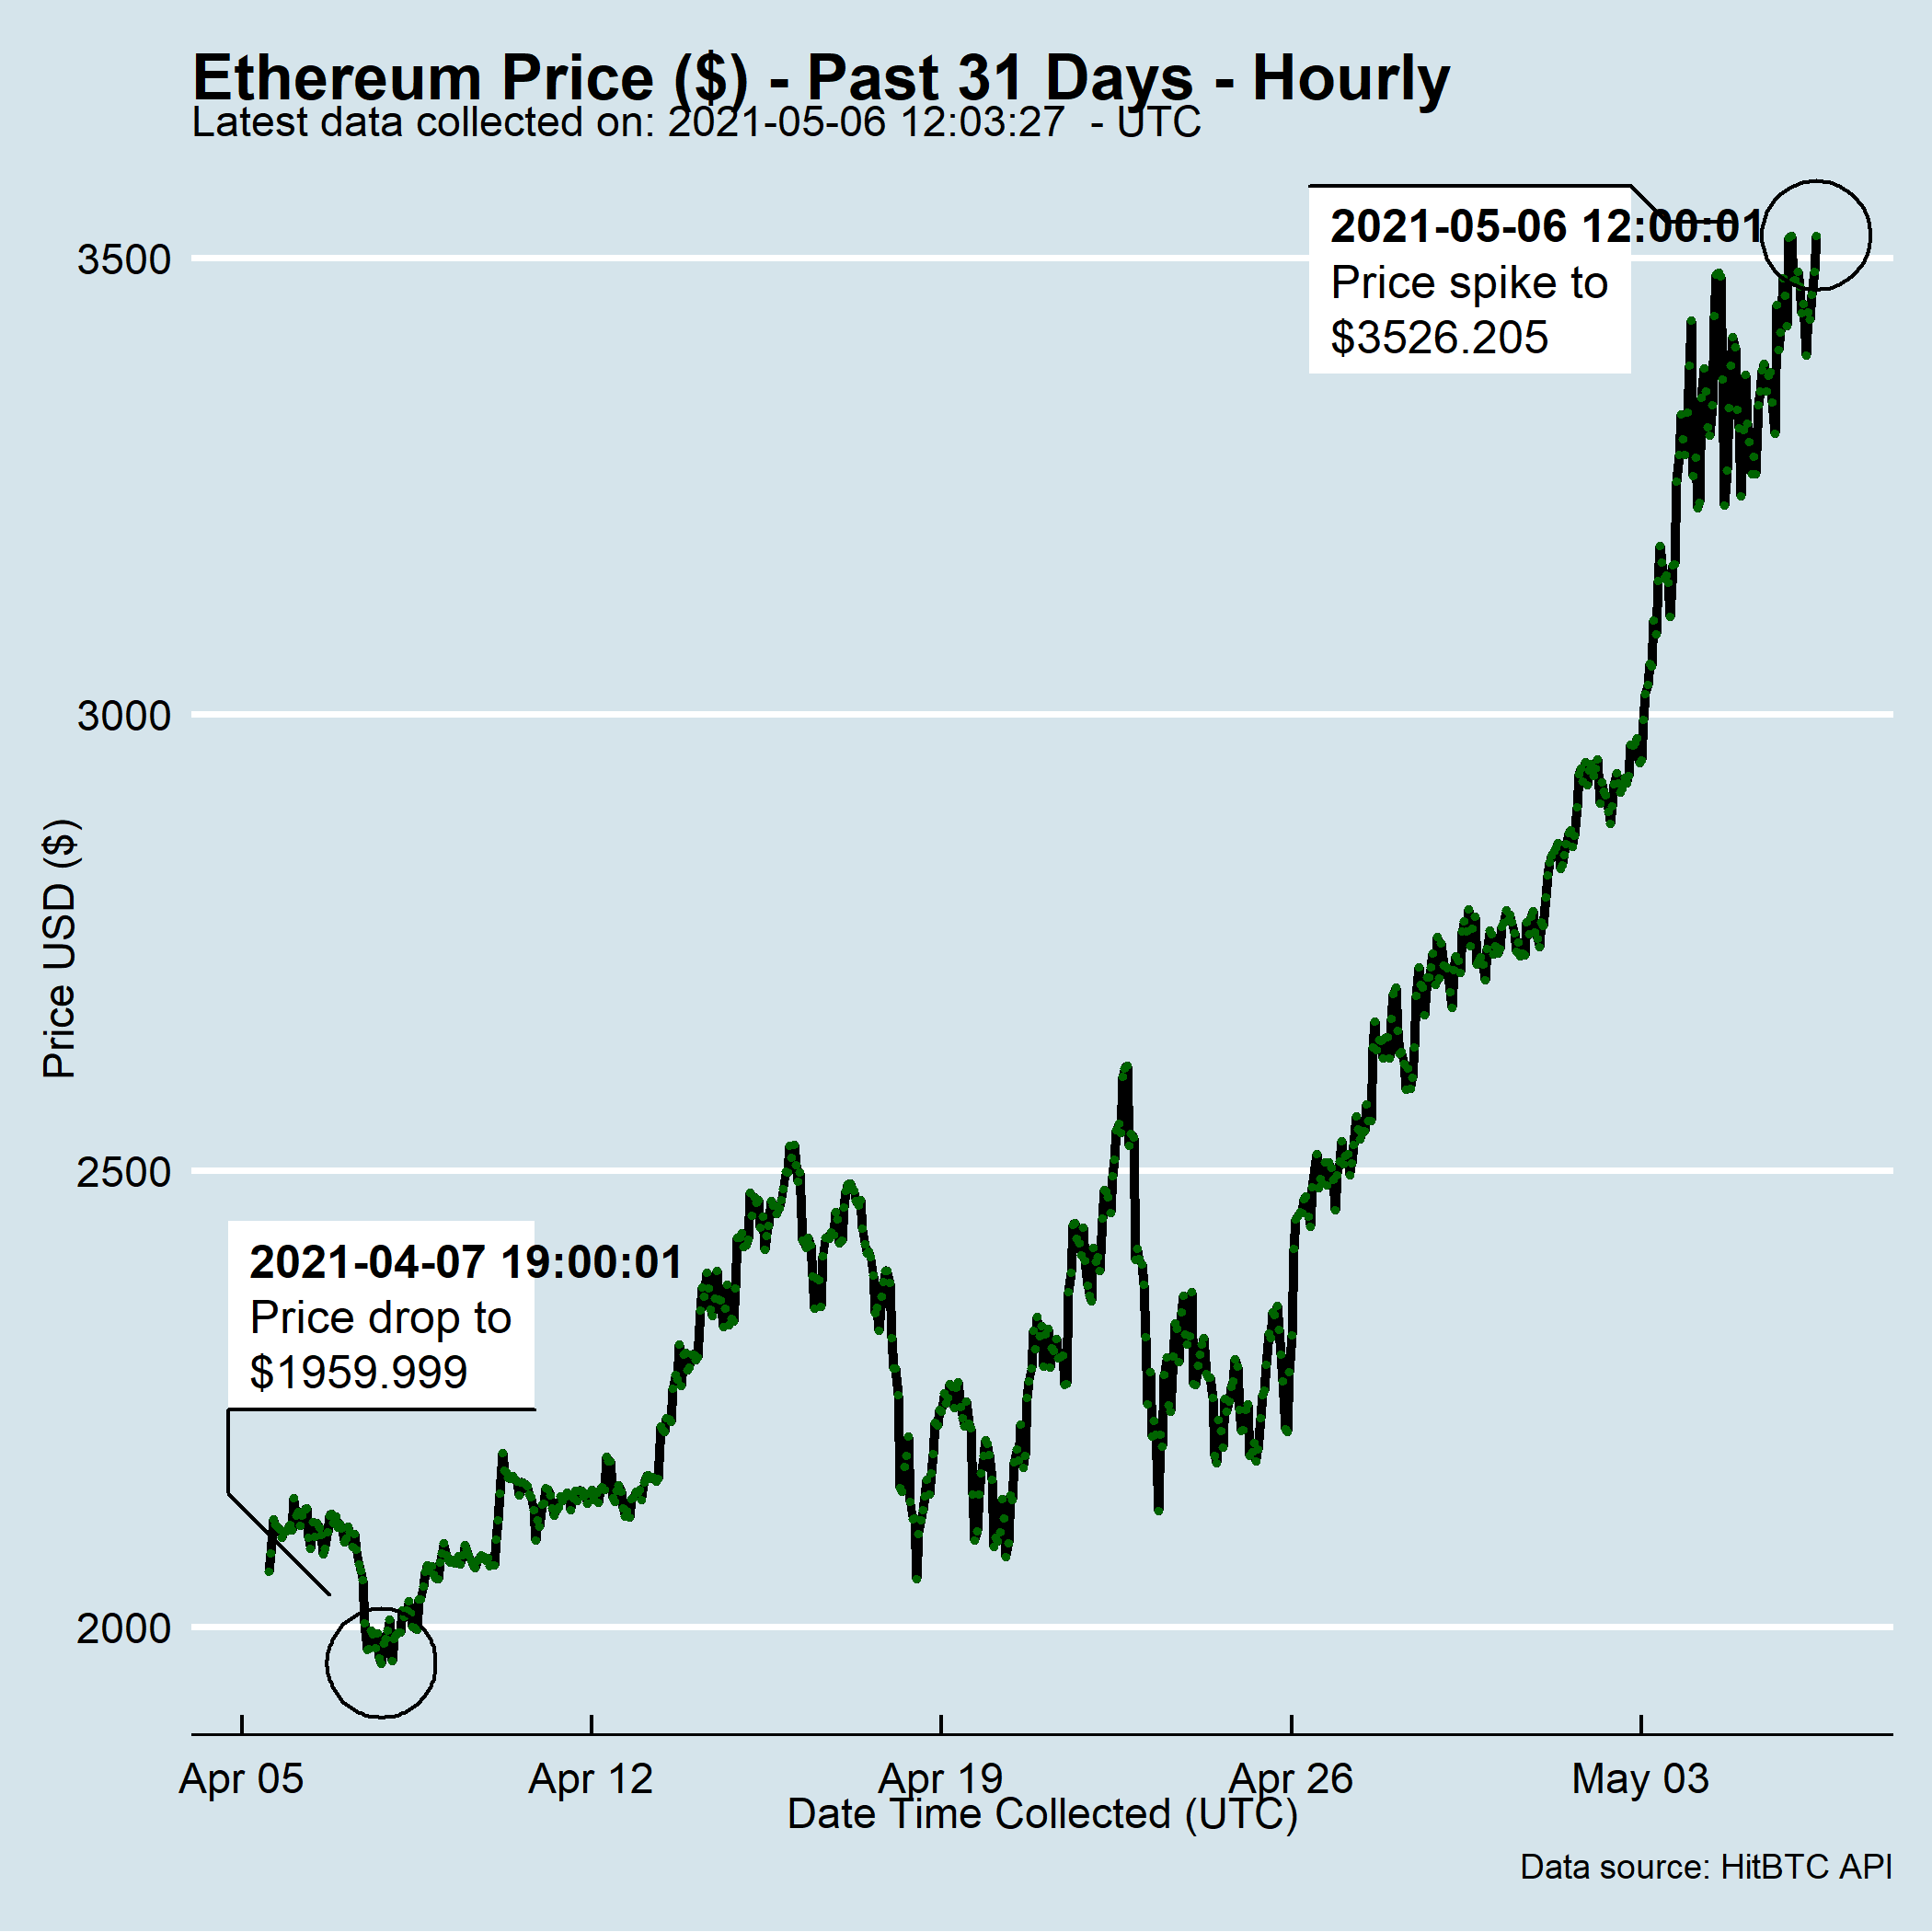 Ethereum Price ($) - Past 31 Days - Hourly
Latest data collected on: 2021-05-06 12:03:27  - UTC
2021-05-06 12:00:01
Price spike to
$3526.205
3500
3000
2500
2000
Price USD ($)
2021-04-07 19:00:01
Price drop to
$1959.999
Apr 05
Apr 12
Apr 19
Apr 26
May 03
Date Time Collected (UTC)
Data source: HitBTC API